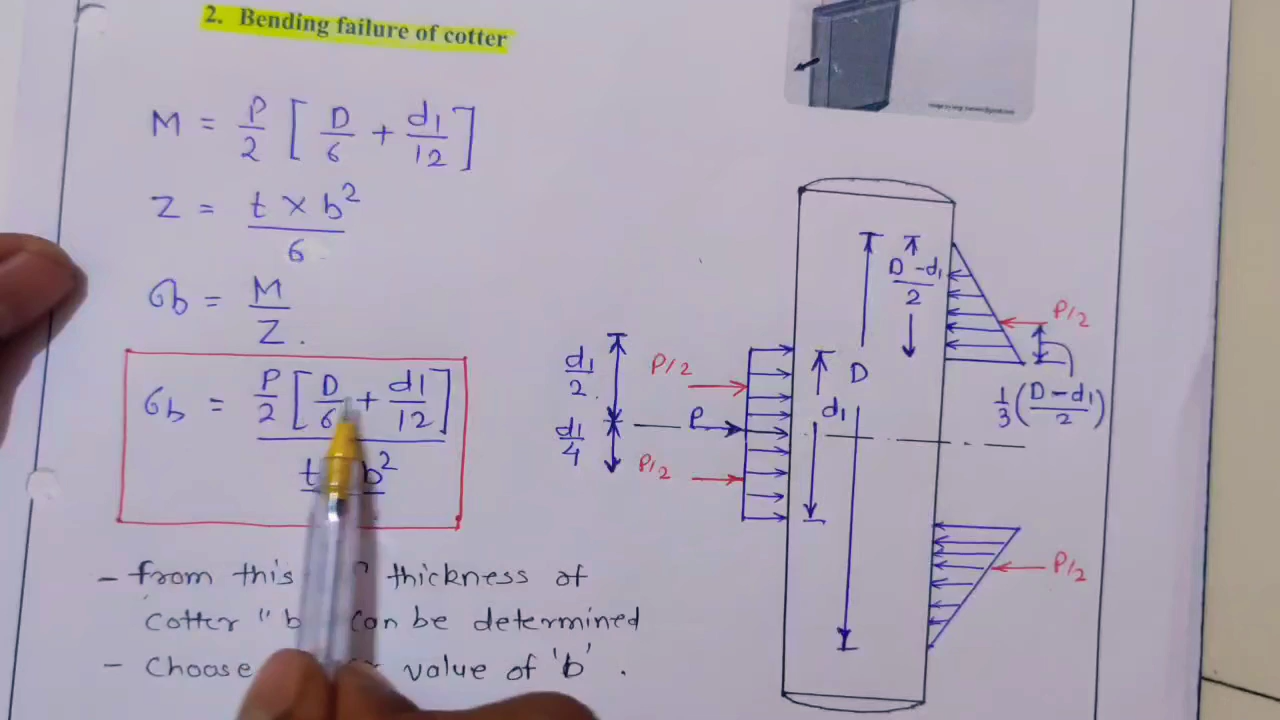 2. Bending failure of cotter
M = P/2 [ D/6 + d1/12 ]
Z = t × b² / 6
σb = M/Z.
σb = P/2 [ D/6 + d1/12 ] / t b²
- from this thickness of
cotter "b can be determined
- Choose value of 'b'.
D-d1/2
P/2
d1/2
P/2
D
1/3 (D-d1/2)
d1
P
d1/4
P/2
P/2